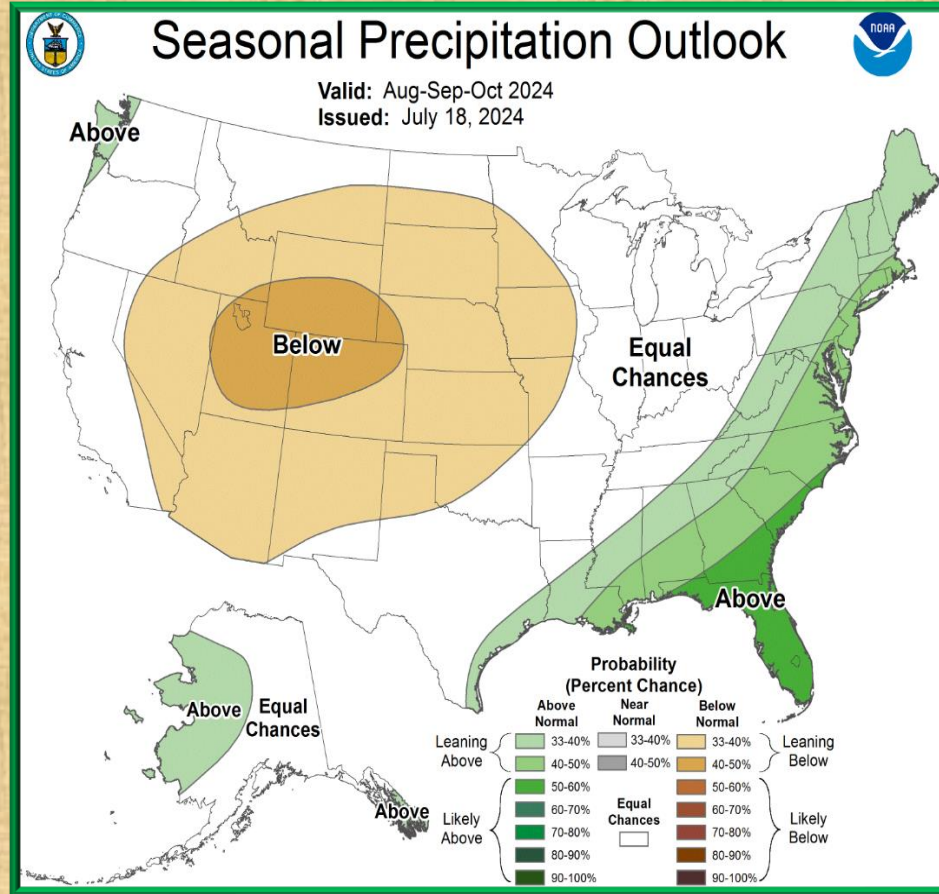 Seasonal Precipitation Outlook
NOAA
Valid: Aug-Sep-Oct 2024
Issued: July 18, 2024
Above
Below
Equal
Chances
Above
Above
Equal
Chances
Above
Probability
(Percent Chance)
Above Normal
Near Normal
Below Normal
Leaning Above
33-40% 33-40% 33-40%
40-50% 40-50% 40-50%
Leaning Below
Likely Above
50-60% 50-60%
60-70% 60-70%
70-80% 70-80%
80-90% 80-90%
90-100% 90-100%
Equal Chances
Likely Below